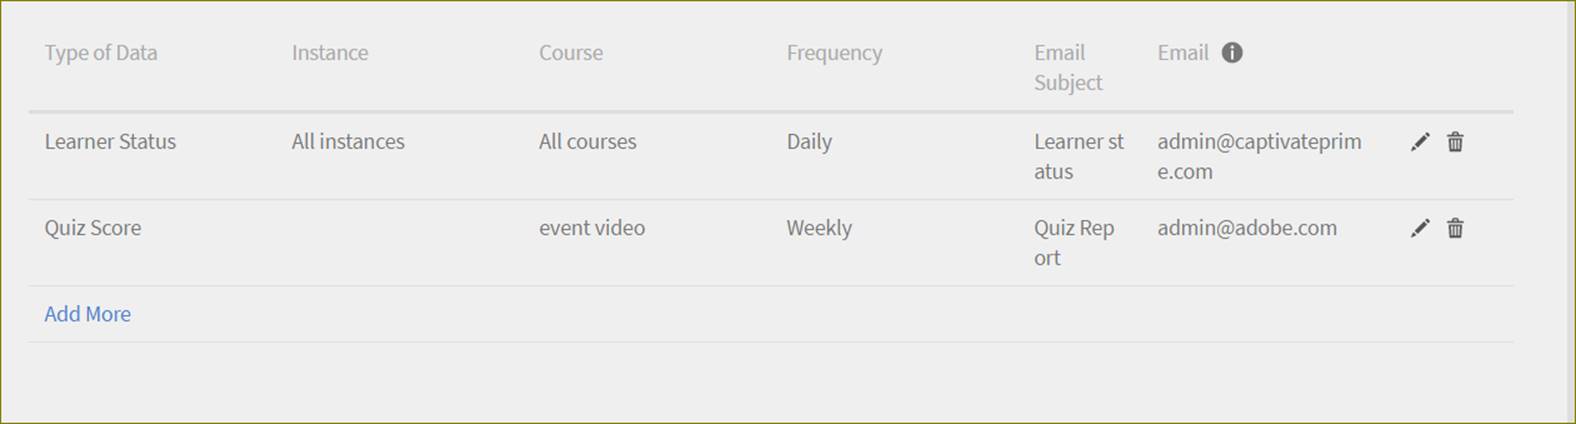 Type of Data Instance Course Frequency Email Subject Email
Learner Status All instances All courses Daily Learner st atus admin@captivateprim e.com
Quiz Score event video Weekly Quiz Rep ort admin@adobe.com
Add More